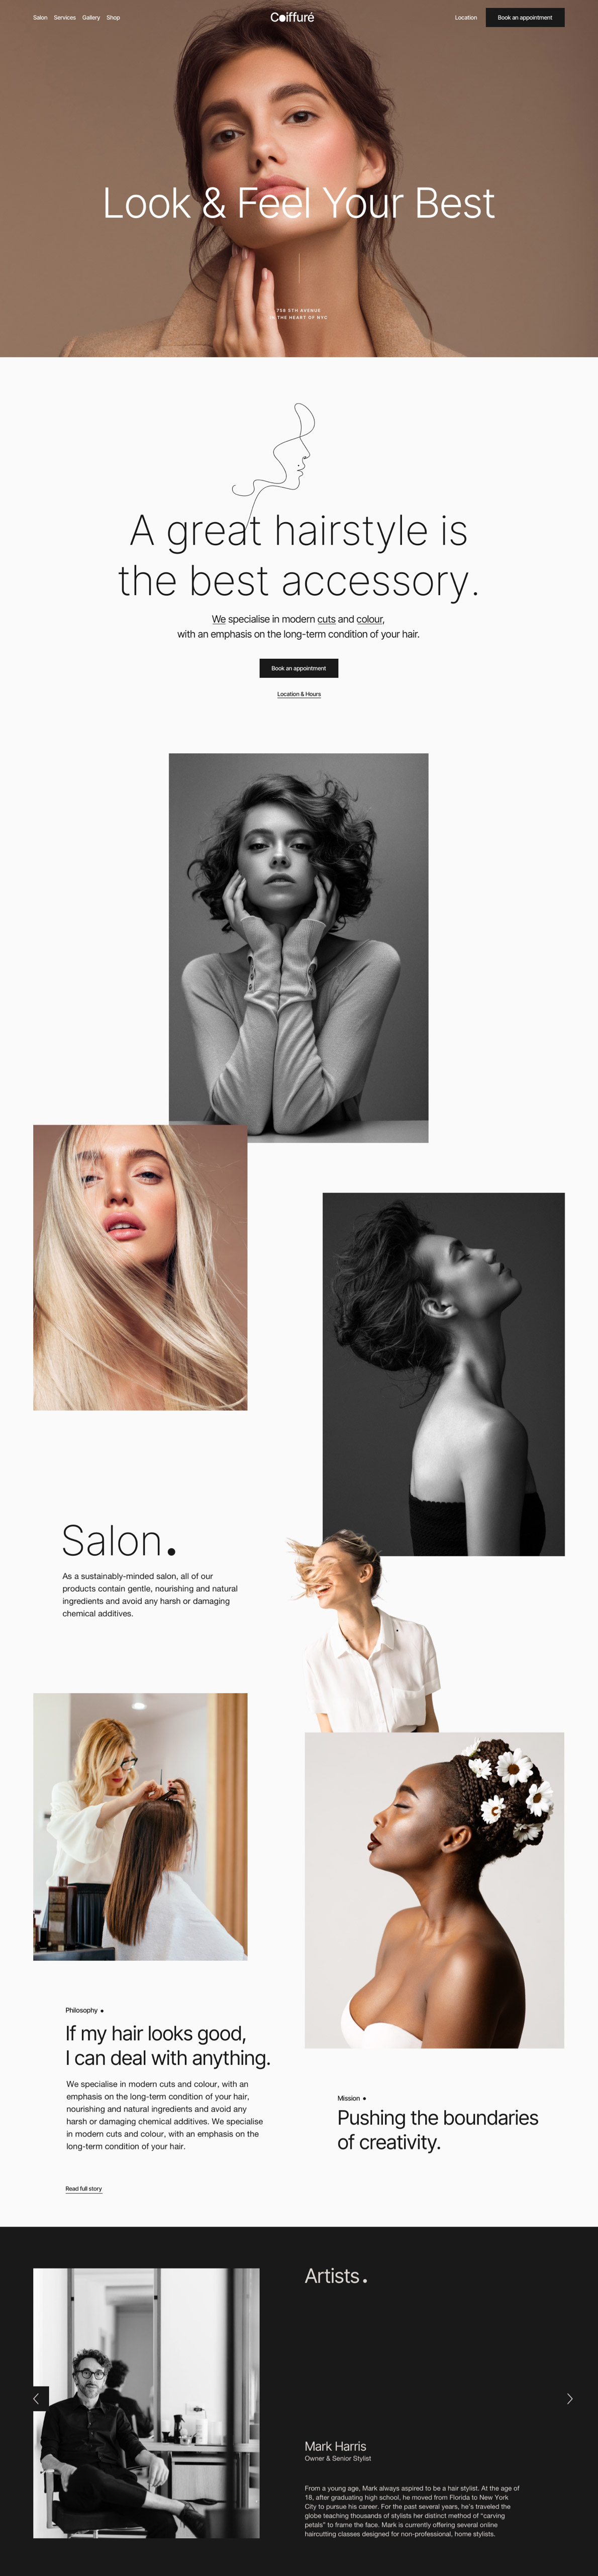 Salon Services Gallery Shop
Coiffuré
Location Book an appointment
Look & Feel Your Best
758 5TH AVENUE
IN THE HEART OF NYC
A great hairstyle is
the best accessory.
We specialise in modern cuts and colour,
with an emphasis on the long-term condition of your hair.
Book an appointment
Location & Hours
Salon.
As a sustainably-minded salon, all of our
products contain gentle, nourishing and natural
ingredients and avoid any harsh or damaging
chemical additives.
Philosophy •
If my hair looks good,
I can deal with anything.
We specialise in modern cuts and colour, with an
emphasis on the long-term condition of your hair,
nourishing and natural ingredients and avoid any
harsh or damaging chemical additives. We specialise
in modern cuts and colour, with an emphasis on the
long-term condition of your hair.
Read full story
Mission •
Pushing the boundaries
of creativity.
Artists.
Mark Harris
Owner & Senior Stylist
From a young age, Mark always aspired to be a hair stylist. At the age of
18, after graduating high school, he moved from Florida to New York
City to pursue his career. For the past several years, he's traveled the
globe teaching thousands of stylists her distinct method of “carving
petals” to frame the face. Mark is currently offering several online
haircutting classes designed for non-professional, home stylists.